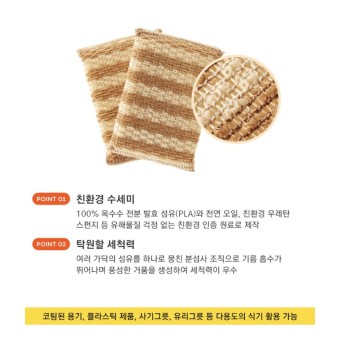 POINT 01
친환경 수세미
100% 옥수수 전분 발효 섬유(PLA)와 천연 오일, 친환경 우레탄
스펀지 등 유해물질 걱정 없는 친환경 인증 원료로 제작
POINT 02
탁원할 세척력
여러 가닥의 섬유를 하나로 뭉친 분섬사 조직으로 기름 흡수가
뛰어나며 풍성한 거품을 생성하여 세척력이 우수
코팅된 용기, 플라스틱 제품, 사기그릇, 유리그릇 등 다용도의 식기 활용 가능